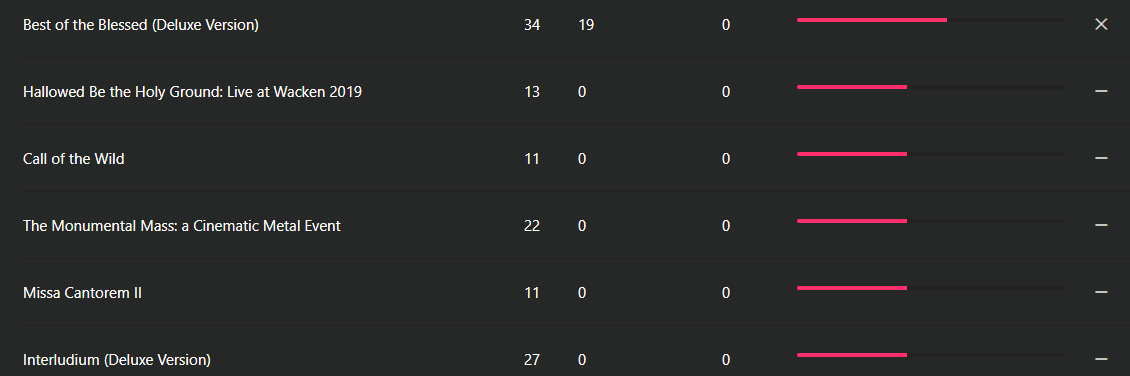 Best of the Blessed (Deluxe Version) 34 19 0
Hallowed Be the Holy Ground: Live at Wacken 2019 13 0 0
Call of the Wild 11 0 0
The Monumental Mass: a Cinematic Metal Event 22 0 0
Missa Cantorem II 11 0 0
Interludium (Deluxe Version) 27 0 0